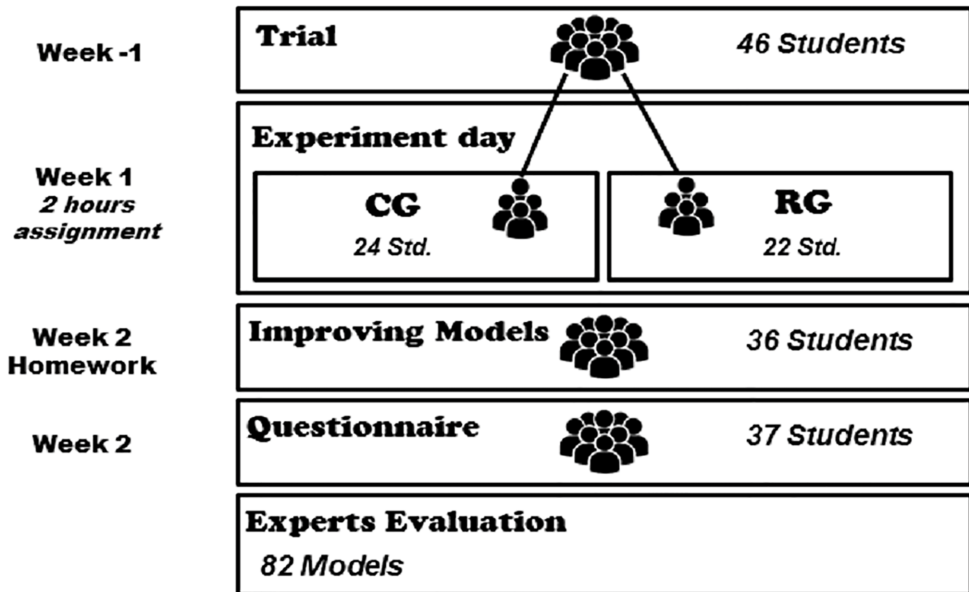 Week -1
Trial
46 Students
Week 1
2 hours
assignment
Experiment day
CG
24 Std.
RG
22 Std.
Week 2
Homework
Improving Models
36 Students
Week 2
Questionnaire
37 Students
Experts Evaluation
82 Models